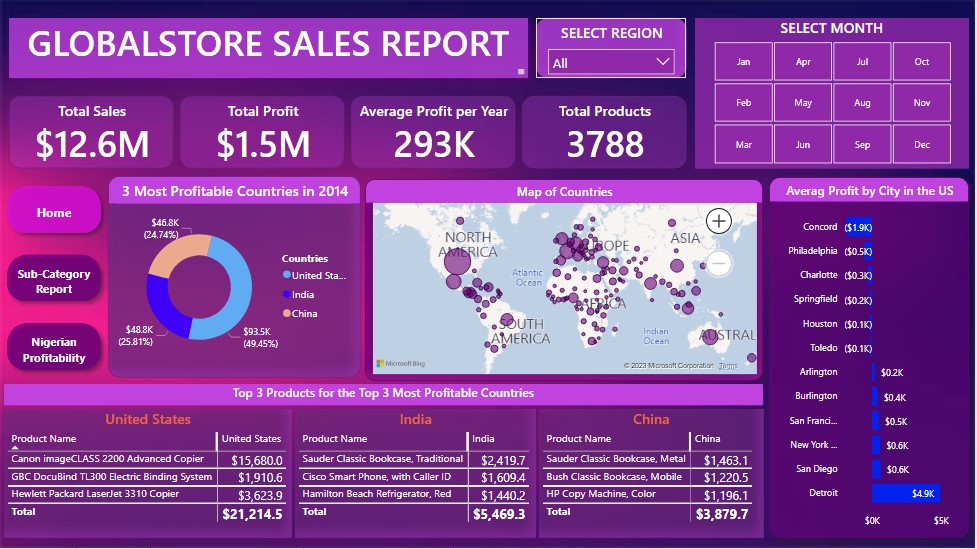 GLOBALSTORE SALES REPORT
SELECT REGION
All
SELECT MONTH
Jan Apr Jul Oct
Feb May Aug Nov
Mar Jun Sep Dec
Total Sales
$12.6M
Total Profit
$1.5M
Average Profit per Year
293K
Total Products
3788
Home
Sub-Category
Report
Nigerian
Profitability
3 Most Profitable Countries in 2014
$46.8K
(24.74%)
$48.8K
(25.81%)
$93.5K
(49.45%)
Countries
United Sta...
India
China
Map of Countries
NORTH
AMERICA
EUROPE
ASIA
Atlantic
Ocean
AFRICA
SOUTH
AMERICA
Indian
Ocean
AUSTRAL
Microsoft Bing
© 2023 Microsoft Corporation Terms
Averag Profit by City in the US
Concord ($1.9K)
Philadelphia ($0.5K)
Charlotte ($0.3K)
Springfield ($0.2K)
Houston ($0.1K)
Toledo ($0.1K)
Arlington $0.2K
Burlington $0.4K
San Franci... $0.5K
New York ... $0.6K
San Diego $0.6K
Detroit $4.9K
$0K $5K
Top 3 Products for the Top 3 Most Profitable Countries
United States
Product Name United States
Canon imageCLASS 2200 Advanced Copier $15,680.0
GBC DocuBind TL300 Electric Binding System $1,910.6
Hewlett Packard LaserJet 3310 Copier $3,623.9
Total $21,214.5
India
Product Name India
Sauder Classic Bookcase, Traditional $2,419.7
Cisco Smart Phone, with Caller ID $1,609.4
Hamilton Beach Refrigerator, Red $1,440.2
Total $5,469.3
China
Product Name China
Sauder Classic Bookcase, Metal $1,463.1
Bush Classic Bookcase, Mobile $1,220.5
HP Copy Machine, Color $1,196.1
Total $3,879.7